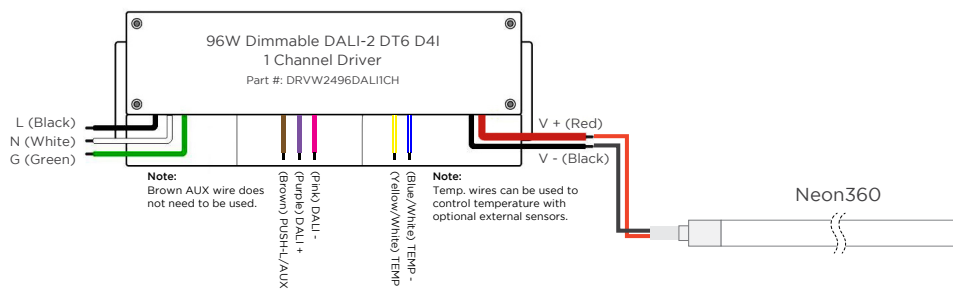 96W Dimmable DALI-2 DT6 D4I
1 Channel Driver
Part #: DRVW2496DALI1CH
L (Black)
N (White)
G (Green)
V + (Red)
V - (Black)
Note:
Brown AUX wire does
not need to be used.
(Brown) PUSH-L/AUX
(Purple) DALI +
(Pink) DALI -
(Yellow/White) TEMP
(Blue/White) TEMP -
Note:
Temp. wires can be used to
control temperature with
optional external sensors.
Neon360